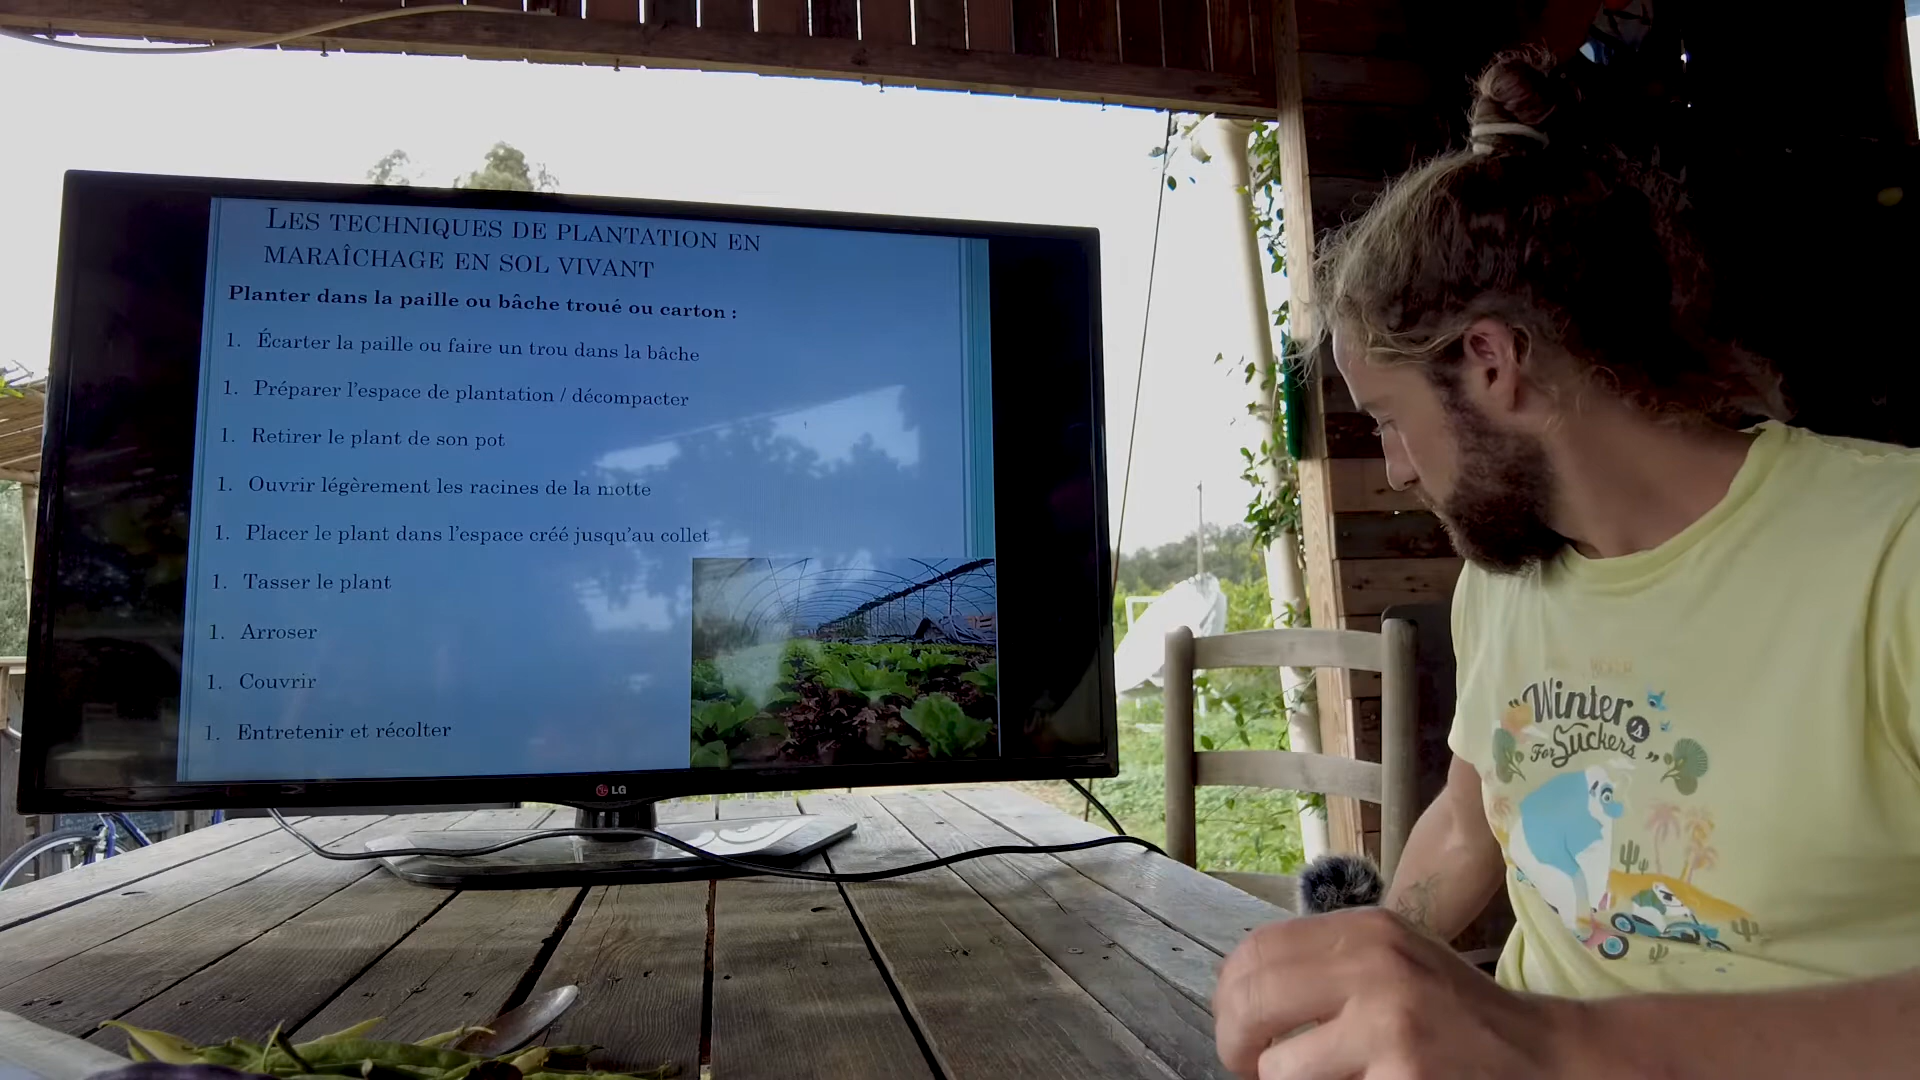 LES TECHNIQUES DE PLANTATION EN
MARAÎCHAGE EN SOL VIVANT
Planter dans la paille ou bâche troué ou carton :
1. Écarter la paille ou faire un trou dans la bâche
1. Préparer l'espace de plantation / décompacter
1. Retirer le plant de son pot
1. Ouvrir légèrement les racines de la motte
1. Placer le plant dans l'espace créé jusqu'au collet
1. Tasser le plant
1. Arroser
1. Couvrir
1. Entretenir et récolter
LG
"Winter is
For Suckers"